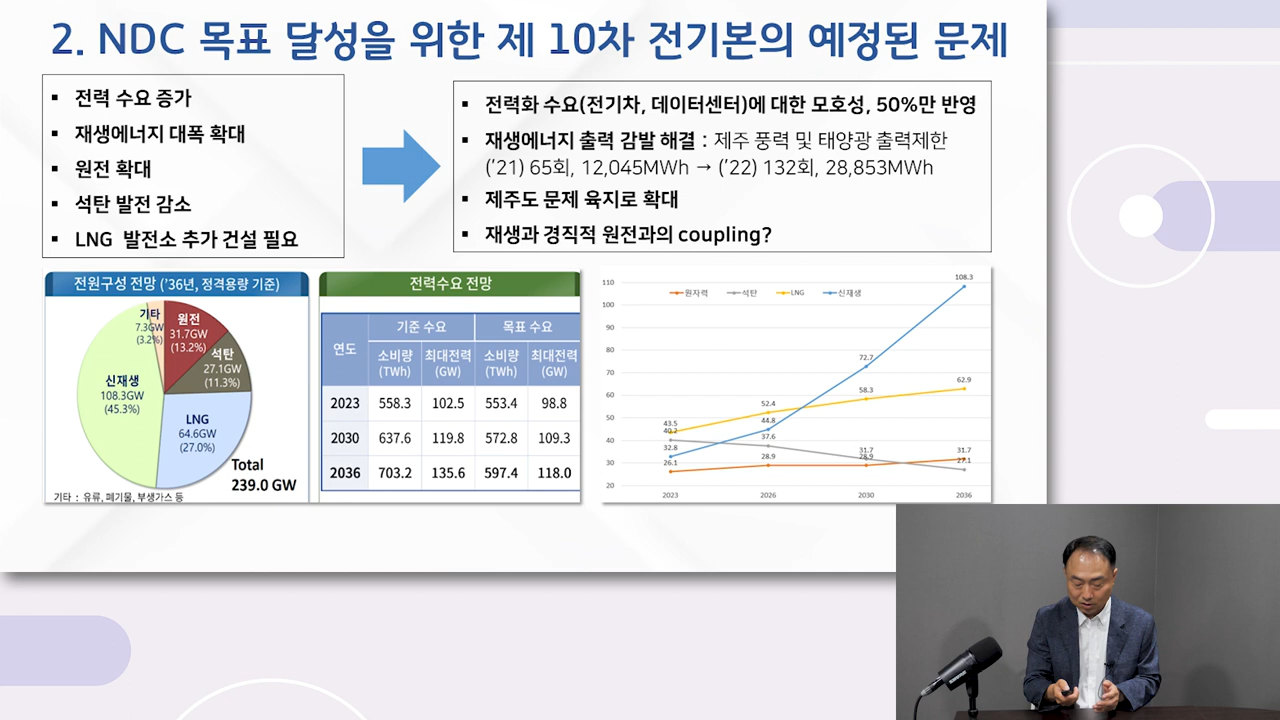 2. NDC 목표 달성을 위한 제 10차 전기본의 예정된 문제
▪ 전력 수요 증가
▪ 재생에너지 대폭 확대
▪ 원전 확대
▪ 석탄 발전 감소
▪ LNG 발전소 추가 건설 필요
▪ 전력화 수요(전기차, 데이터센터)에 대한 모호성, 50%만 반영
▪ 재생에너지 출력 감발 해결 : 제주 풍력 및 태양광 출력제한
('21) 65회, 12,045MWh → ('22) 132회, 28,853MWh
▪ 제주도 문제 육지로 확대
▪ 재생과 경직적 원전과의 coupling?
전원구성 전망 ('36년, 정격용량 기준)
기타
7.3GW
(3.2%)
원전
31.7GW
(13.2%)
석탄
27.1GW
(11.3%)
신재생
108.3GW
(45.3%)
LNG
64.6GW
(27.0%)
Total
239.0 GW
기타 : 유류, 폐기물, 부생가스 등
전력수요 전망
연도 기준 수요 목표 수요
소비량 최대전력 소비량 최대전력
(TWh) (GW) (TWh) (GW)
2023 558.3 102.5 553.4 98.8
2030 637.6 119.8 572.8 109.3
2036 703.2 135.6 597.4 118.0
원자력 석탄 LNG 신재생
110
100
90
80
70
60
50
40
30
20
108.3
72.7
62.9
58.3
52.4
43.5
40.2
44.8
37.6
32.8
26.1
28.9
31.7
28.9
31.7
27.1
2023 2026 2030 2036